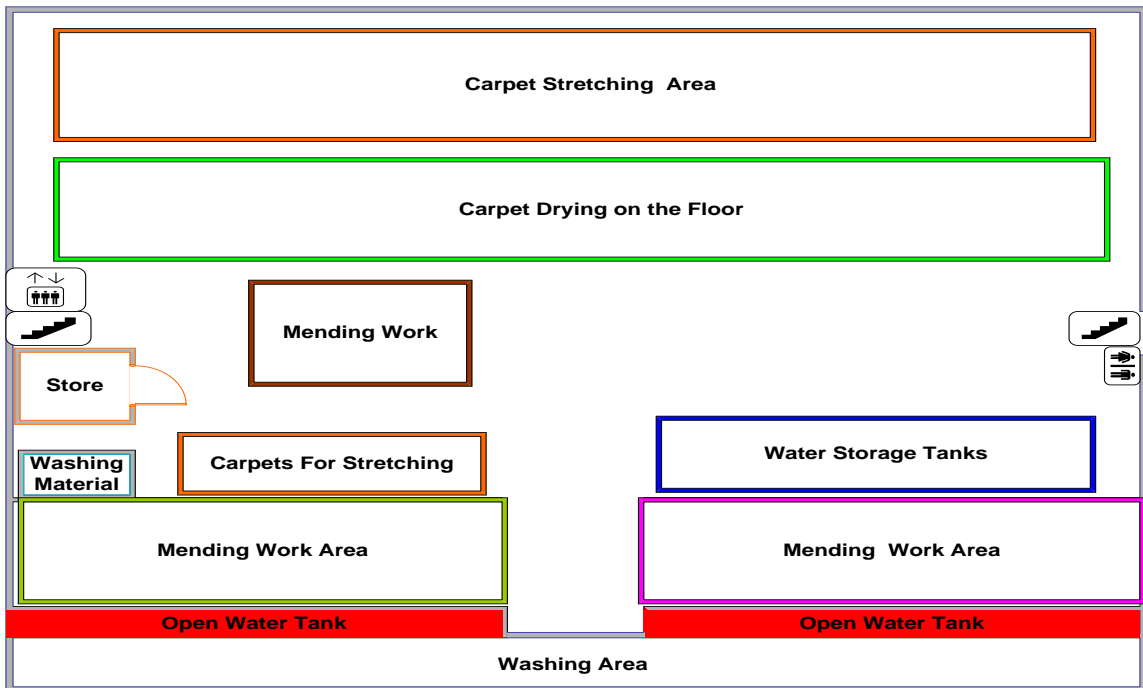 Carpet Stretching  Area
Carpet Drying on the Floor
Mending Work
Store
Carpets For Stretching
Water Storage Tanks
Washing
Material
Mending Work Area
Mending  Work Area
Open Water Tank
Open Water Tank
Washing Area